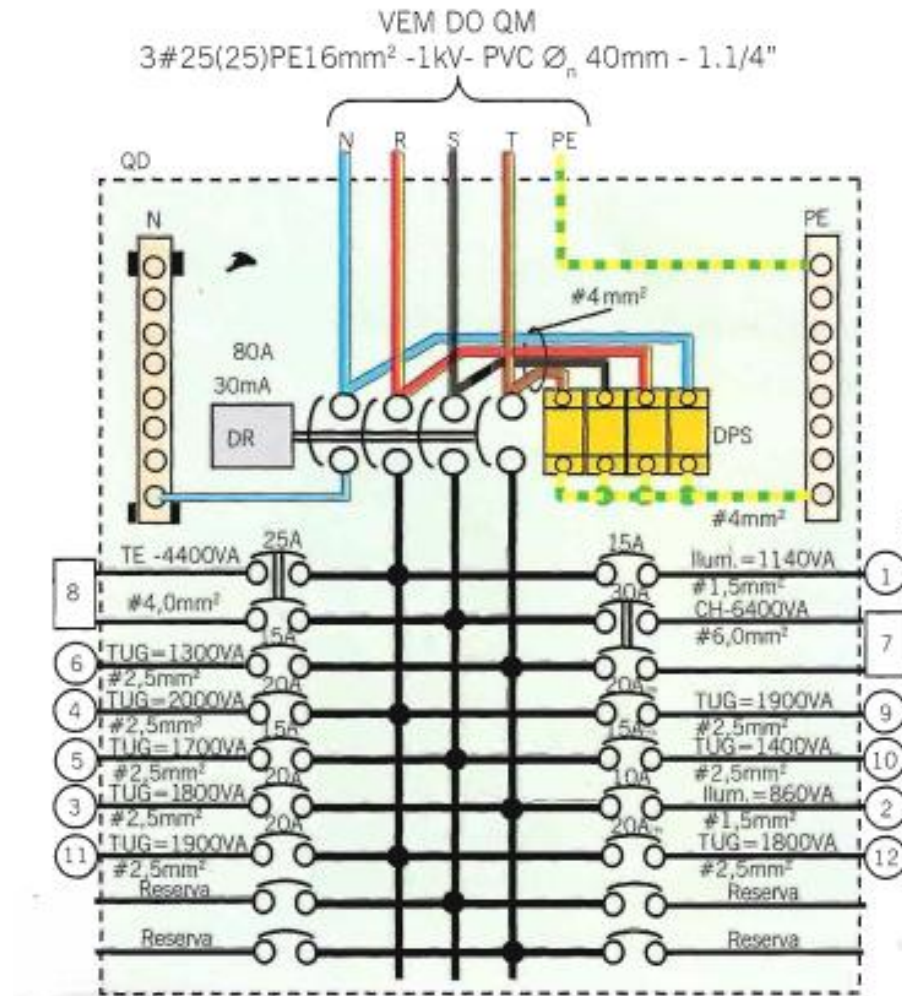 VEM DO QM
3#25(25)PE16mm² -1kV- PVC Øn 40mm - 1.1/4"
N R S T PE
QD
N
PE
#4mm²
80A
30mA
DR
DPS
#4mm²
25A
15A
TE -4400VA
Ilum.=1140VA
8
1
#4,0mm²
#1,5mm²
30A
CH-6400VA
15A
#6,0mm²
7
6
TUG=1300VA
#2,5mm²
20A
20A
4
TUG=2000VA
TUG=1900VA
9
#2,5mm²
#2,5mm²
15A
15A
5
TUG=1700VA
TUG=1400VA
10
#2,5mm²
#2,5mm²
20A
10A
3
TUG=1800VA
Ilum.=860VA
2
#2,5mm²
#1,5mm²
20A
20A
11
TUG=1900VA
TUG=1800VA
12
#2,5mm²
#2,5mm²
Reserva
Reserva
Reserva
Reserva